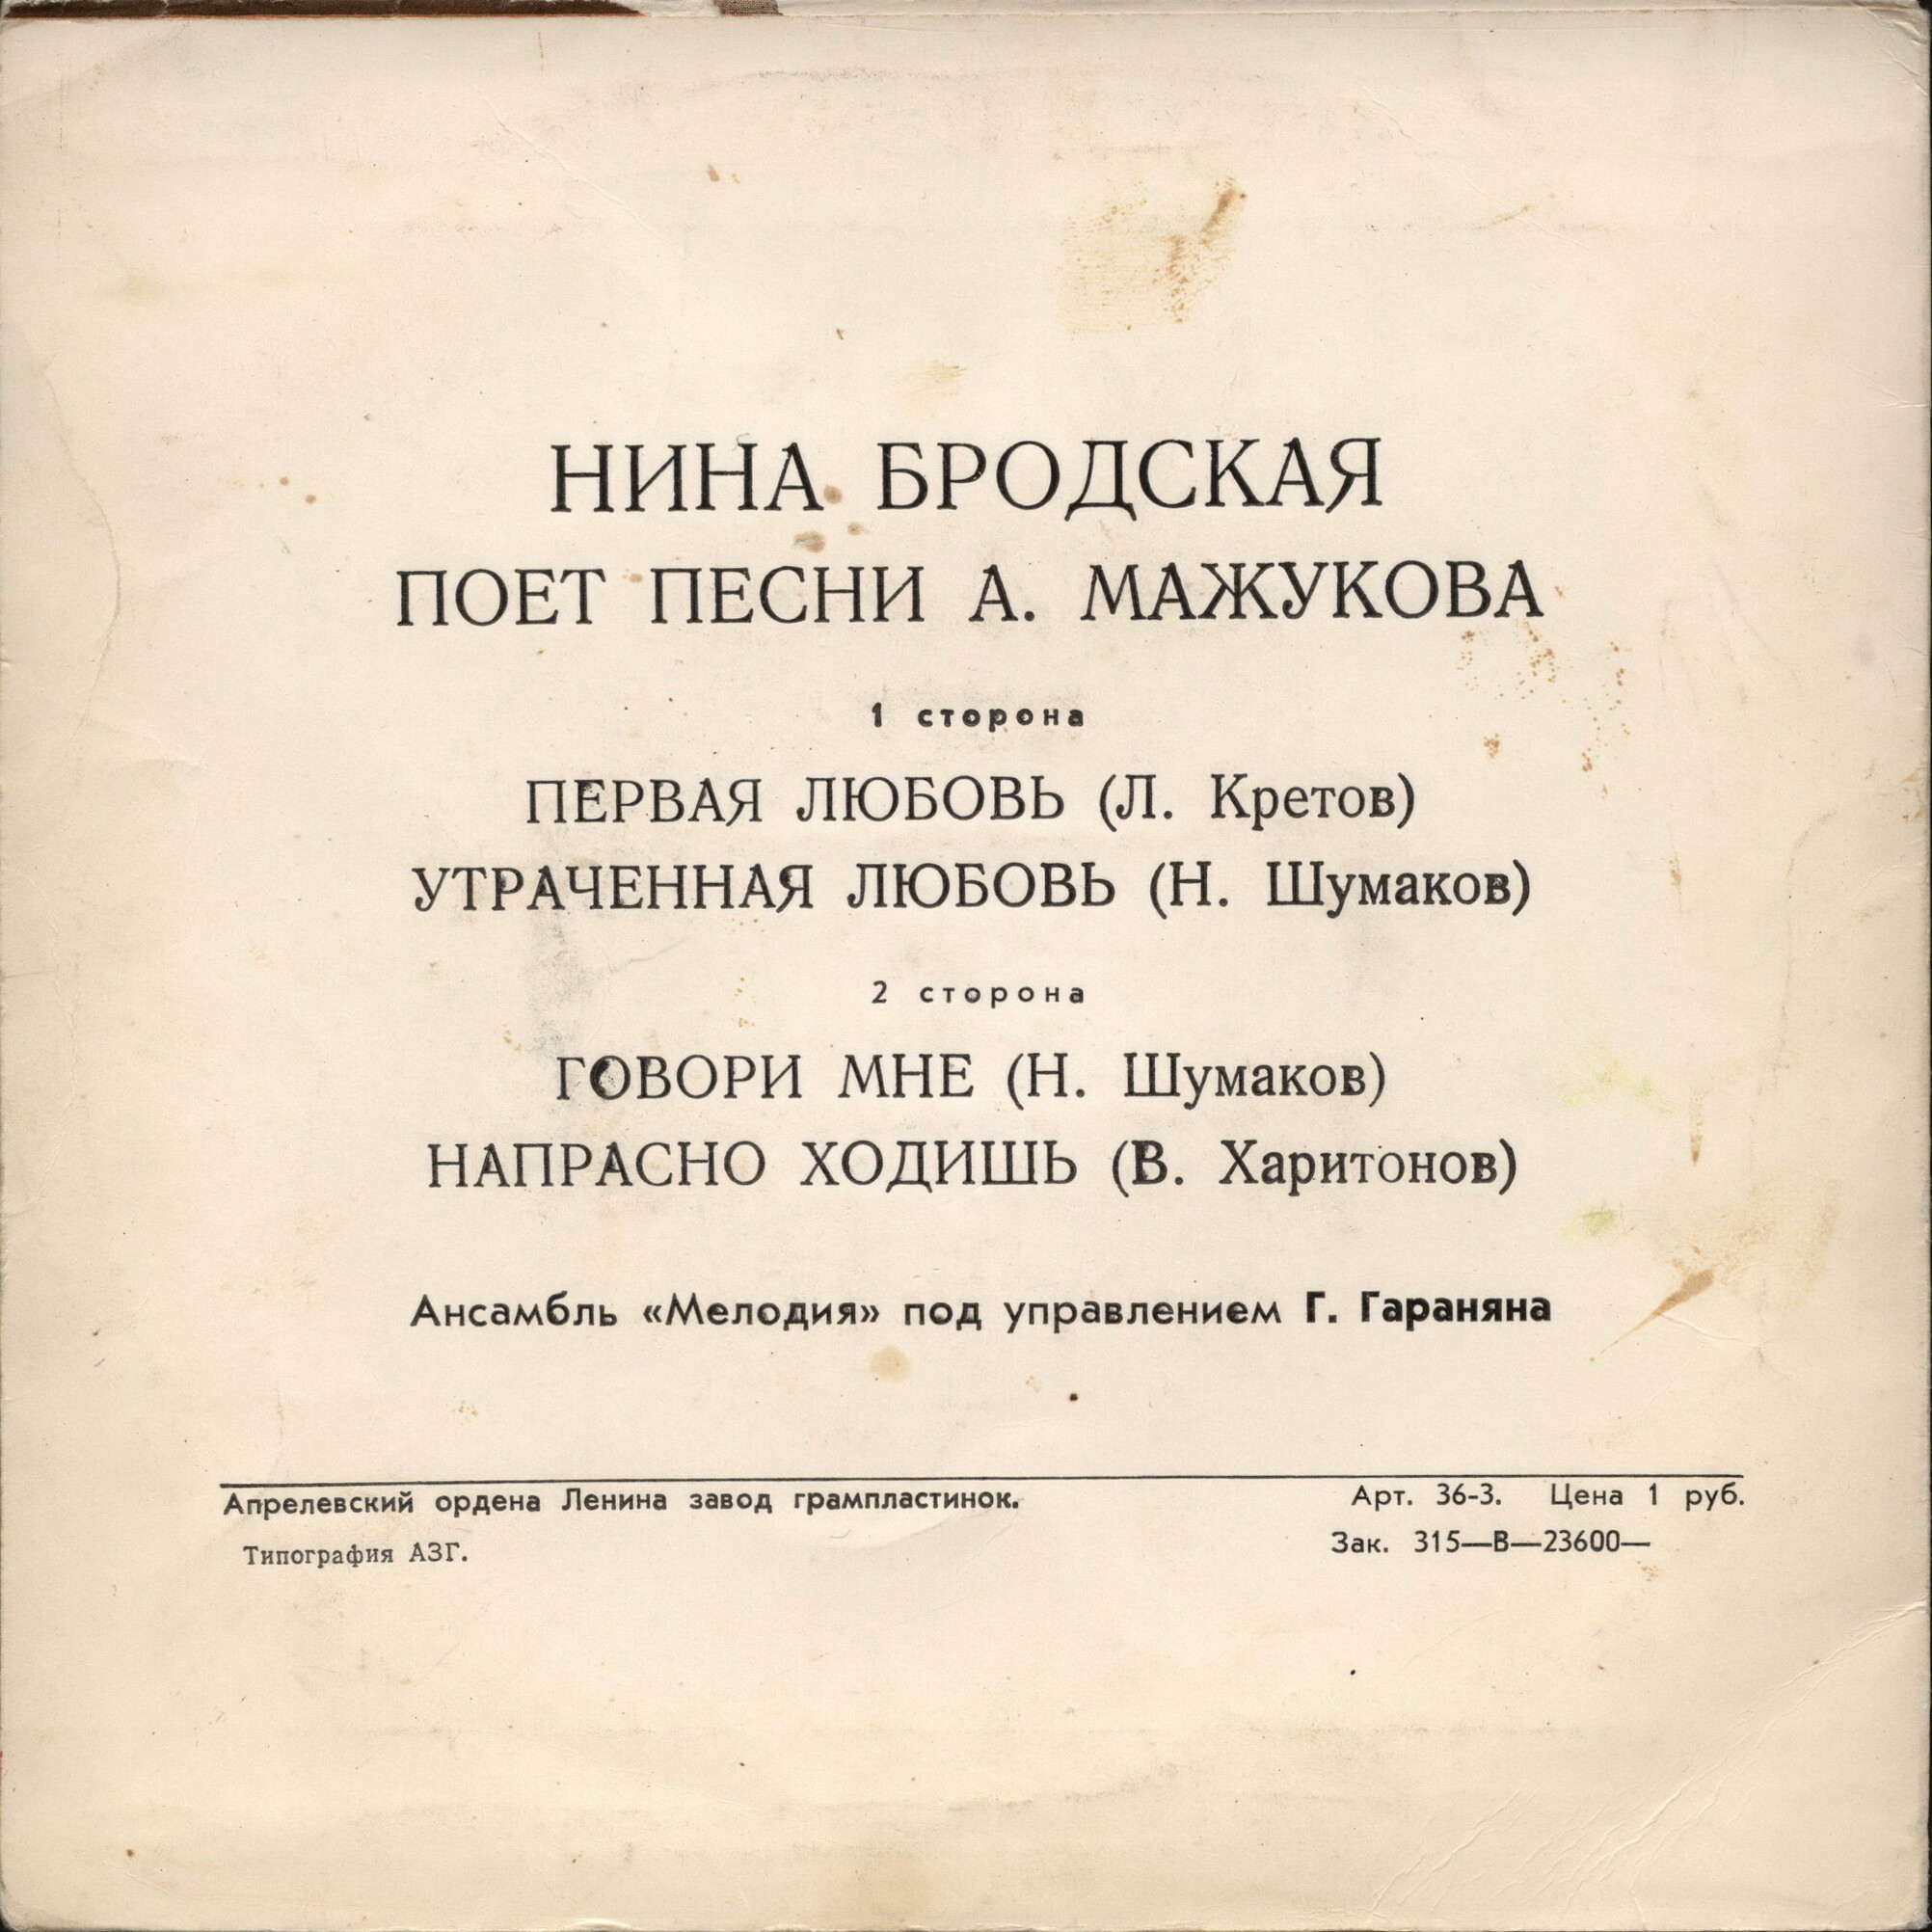 НИНА БРОДСКАЯ
ПОЕТ ПЕСНИ А. МАЖУКОВА
1 сторона
ПЕРВАЯ ЛЮБОВЬ (Л. Кретов)
УТРАЧЕННАЯ ЛЮБОВЬ (Н. Шумаков)
2 сторона
ГОВОРИ МНЕ (Н. Шумаков)
НАПРАСНО ХОДИШЬ (В. Харитонов)
Ансамбль «Мелодия» под управлением Г. Гараняна
Апрелевский ордена Ленина завод грампластинок. Арт. 36-3. Цена 1 руб.
Типография АЗГ. Зак. 315—В—23600—